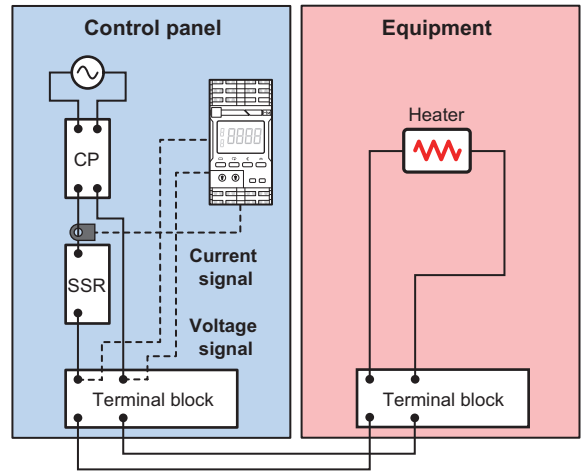 Control panel
Equipment
Heater
CP
Current
signal
SSR
Voltage
signal
Terminal block
Terminal block